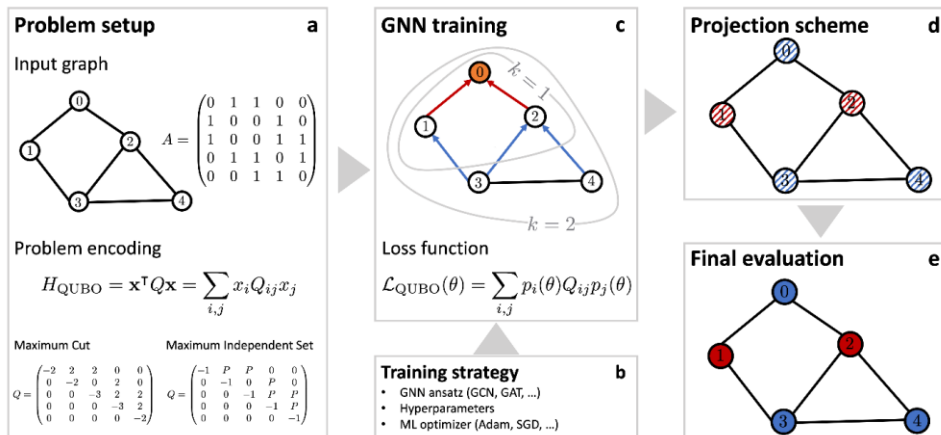 Problem setup a
Input graph
0
1
2
3
4
A =
0 1 1 0 0
1 0 0 1 0
1 0 0 1 1
0 1 1 0 1
0 0 1 1 0
Problem encoding
H_QUBO = x^T Q x = ∑_{i,j} x_i Q_{ij} x_j
Maximum Cut
Q =
−2 2 2 0 0
0 −2 0 2 0
0 0 −3 2 2
0 0 0 −3 2
0 0 0 0 −2
Maximum Independent Set
Q =
−1 P P 0 0
0 −1 0 P 0
0 0 −1 P P
0 0 0 −1 P
0 0 0 0 −1
GNN training c
0
k = 1
1
2
3
4
k = 2
Loss function
L_QUBO(θ) = ∑_{i,j} p_i(θ) Q_{ij} p_j(θ)
Training strategy b
• GNN ansatz (GCN, GAT, ...)
• Hyperparameters
• ML optimizer (Adam, SGD, ...)
Projection scheme d
0
1
2
3
4
Final evaluation e
0
1
2
3
4